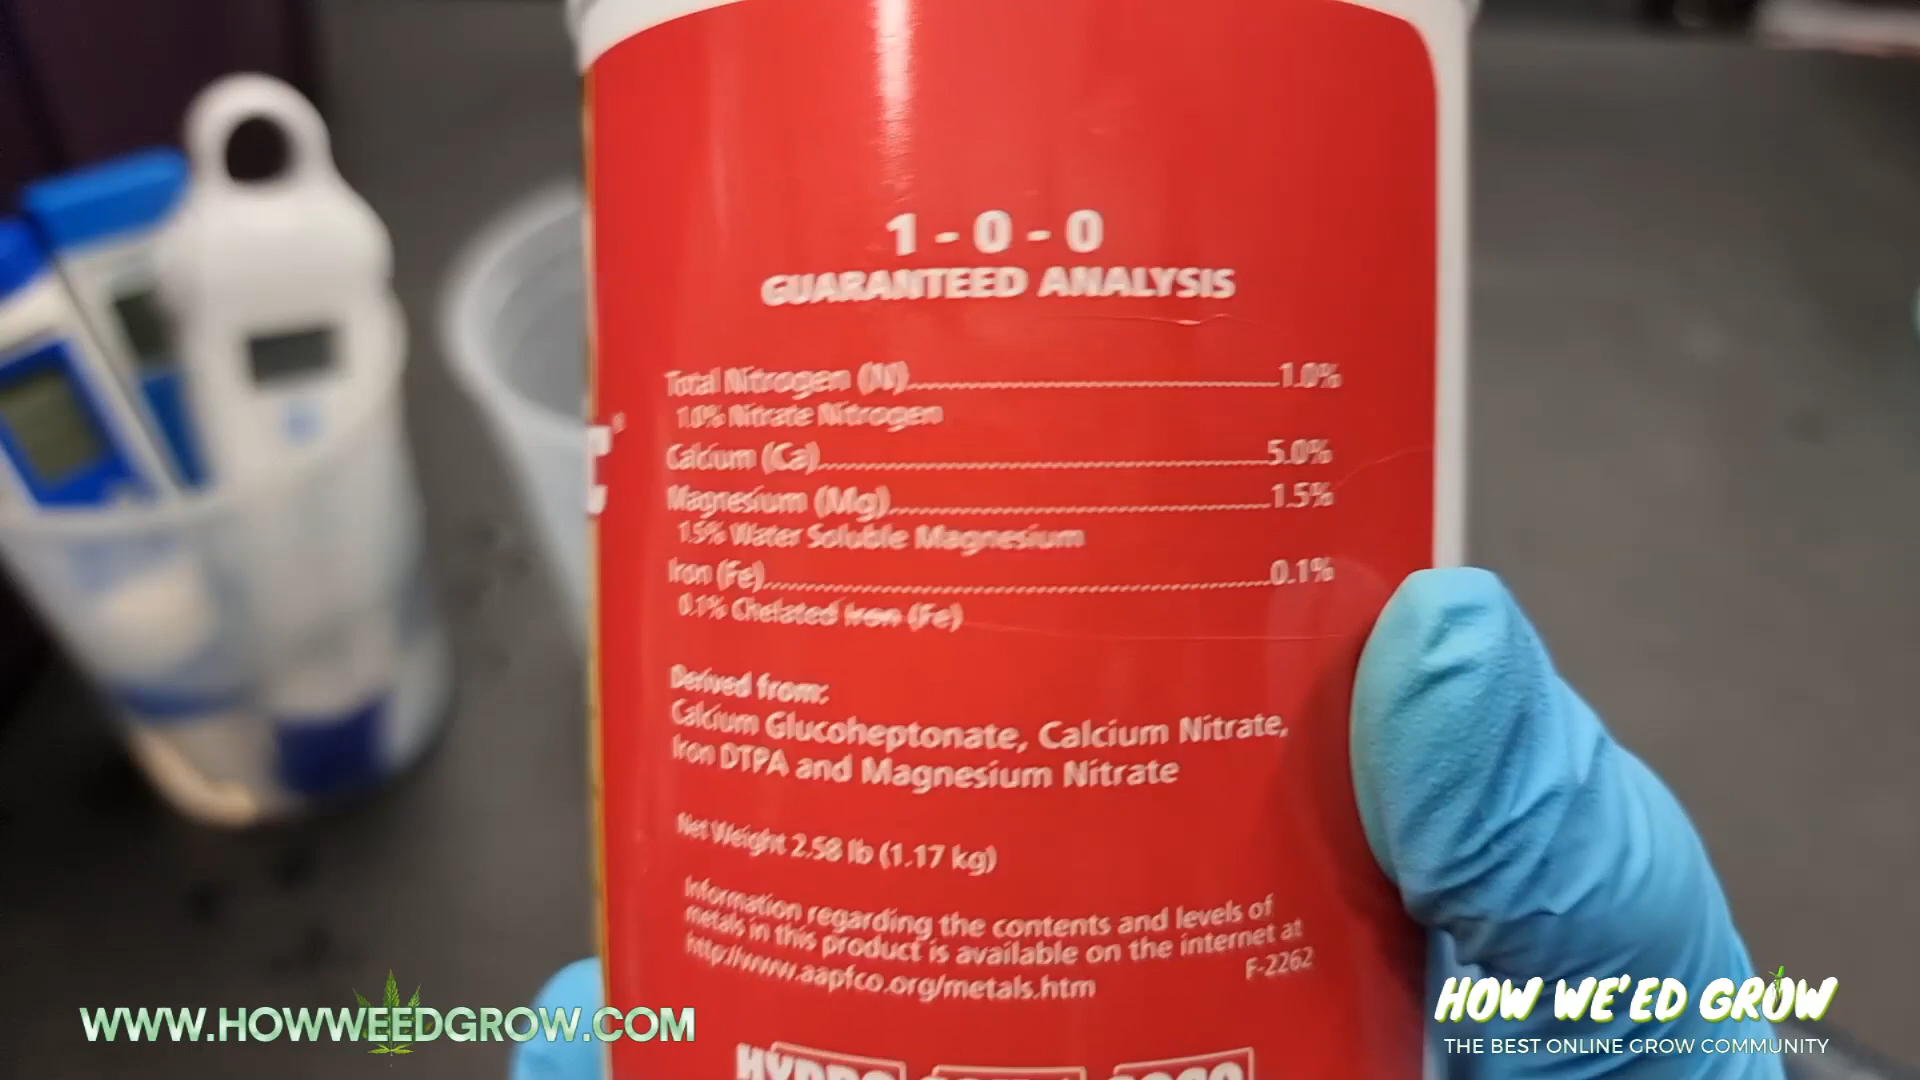 1 - 0 - 0
GUARANTEED ANALYSIS
Total Nitrogen (N)..........1.0%
1.0% Nitrate Nitrogen
Calcium (Ca)..........5.0%
Magnesium (Mg)..........1.5%
1.5% Water Soluble Magnesium
Iron (Fe)..........0.1%
0.1% Chelated Iron (Fe)
Derived from:
Calcium Glucoheptonate, Calcium Nitrate,
Iron DTPA and Magnesium Nitrate
Net Weight 2.58 lb (1.17 kg)
Information regarding the contents and levels of
metals in this product is available on the internet at
http://www.aapfco.org/metals.htm
F-2262
WWW.HOWWEEDGROW.COM
HOW WE'ED GROW
THE BEST ONLINE GROW COMMUNITY